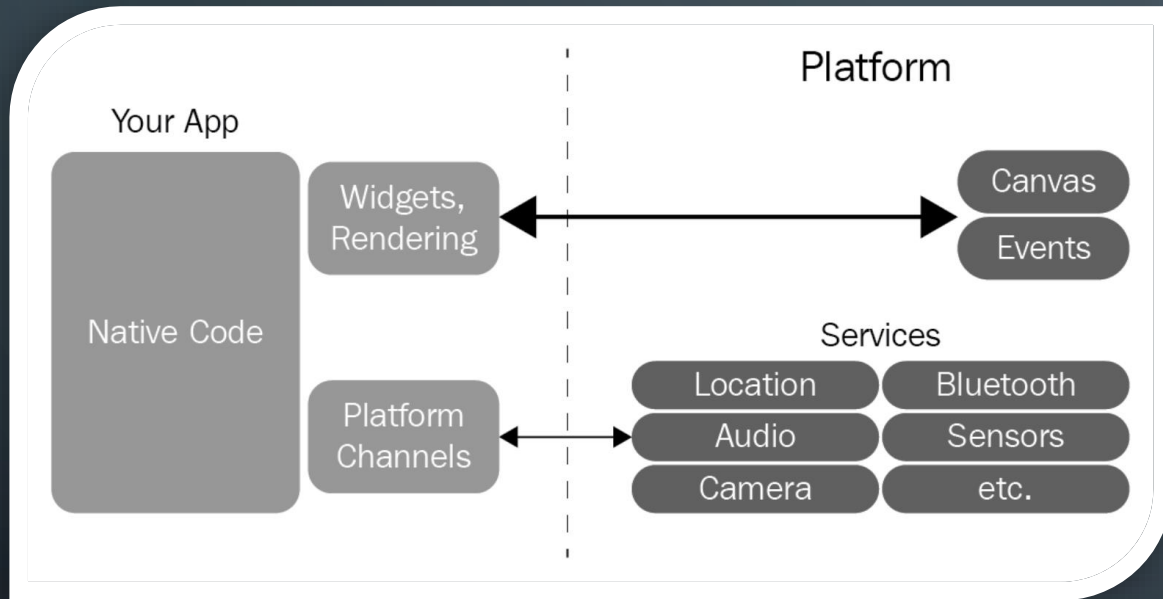 Platform
Your App
Widgets,
Rendering
Canvas
Events
Native Code
Services
Platform
Channels
Location
Bluetooth
Audio
Sensors
Camera
etc.